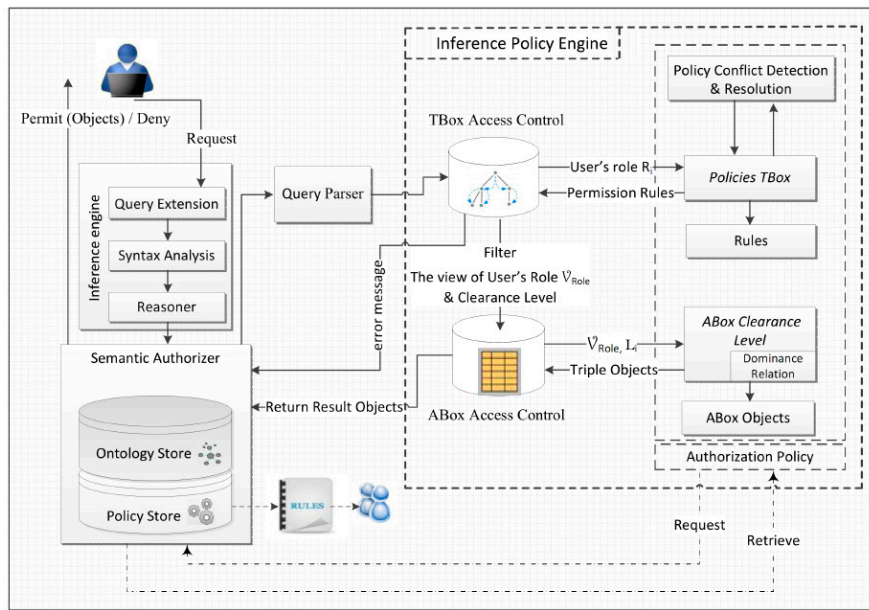 Inference Policy Engine
Policy Conflict Detection
& Resolution
Permit (Objects) / Deny
Request
TBox Access Control
User's role R
i
Permission Rules
Policies TBox
Query Parser
Inference engine
Query Extension
Syntax Analysis
Reasoner
Rules
Filter
The view of User's Role 𝒱Role
& Clearance Level
error message
Semantic Authorizer
𝒱Role, Li
Triple Objects
ABox Clearance
Level
Dominance
Relation
Return Result Objects
ABox Access Control
ABox Objects
Ontology Store
Authorization Policy
Policy Store
RULES
Request
Retrieve